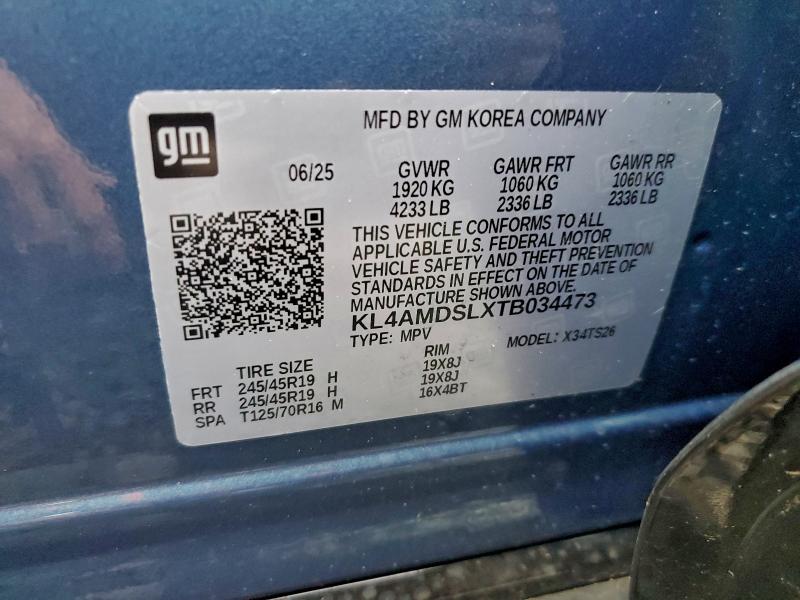 gm
MFD BY GM KOREA COMPANY
06/25
GVWR GAWR FRT GAWR RR
1920 KG 1060 KG 1060 KG
4233 LB 2336 LB 2336 LB
THIS VEHICLE CONFORMS TO ALL
APPLICABLE U.S. FEDERAL MOTOR
VEHICLE SAFETY AND THEFT PREVENTION
STANDARDS IN EFFECT ON THE DATE OF
MANUFACTURE SHOWN ABOVE.
KL4AMDSLXTB034473
TYPE: MPV MODEL: X34TS26
TIRE SIZE RIM
FRT 245/45R19 H 19X8J
RR 245/45R19 H 19X8J
SPA T125/70R16 M 16X4BT